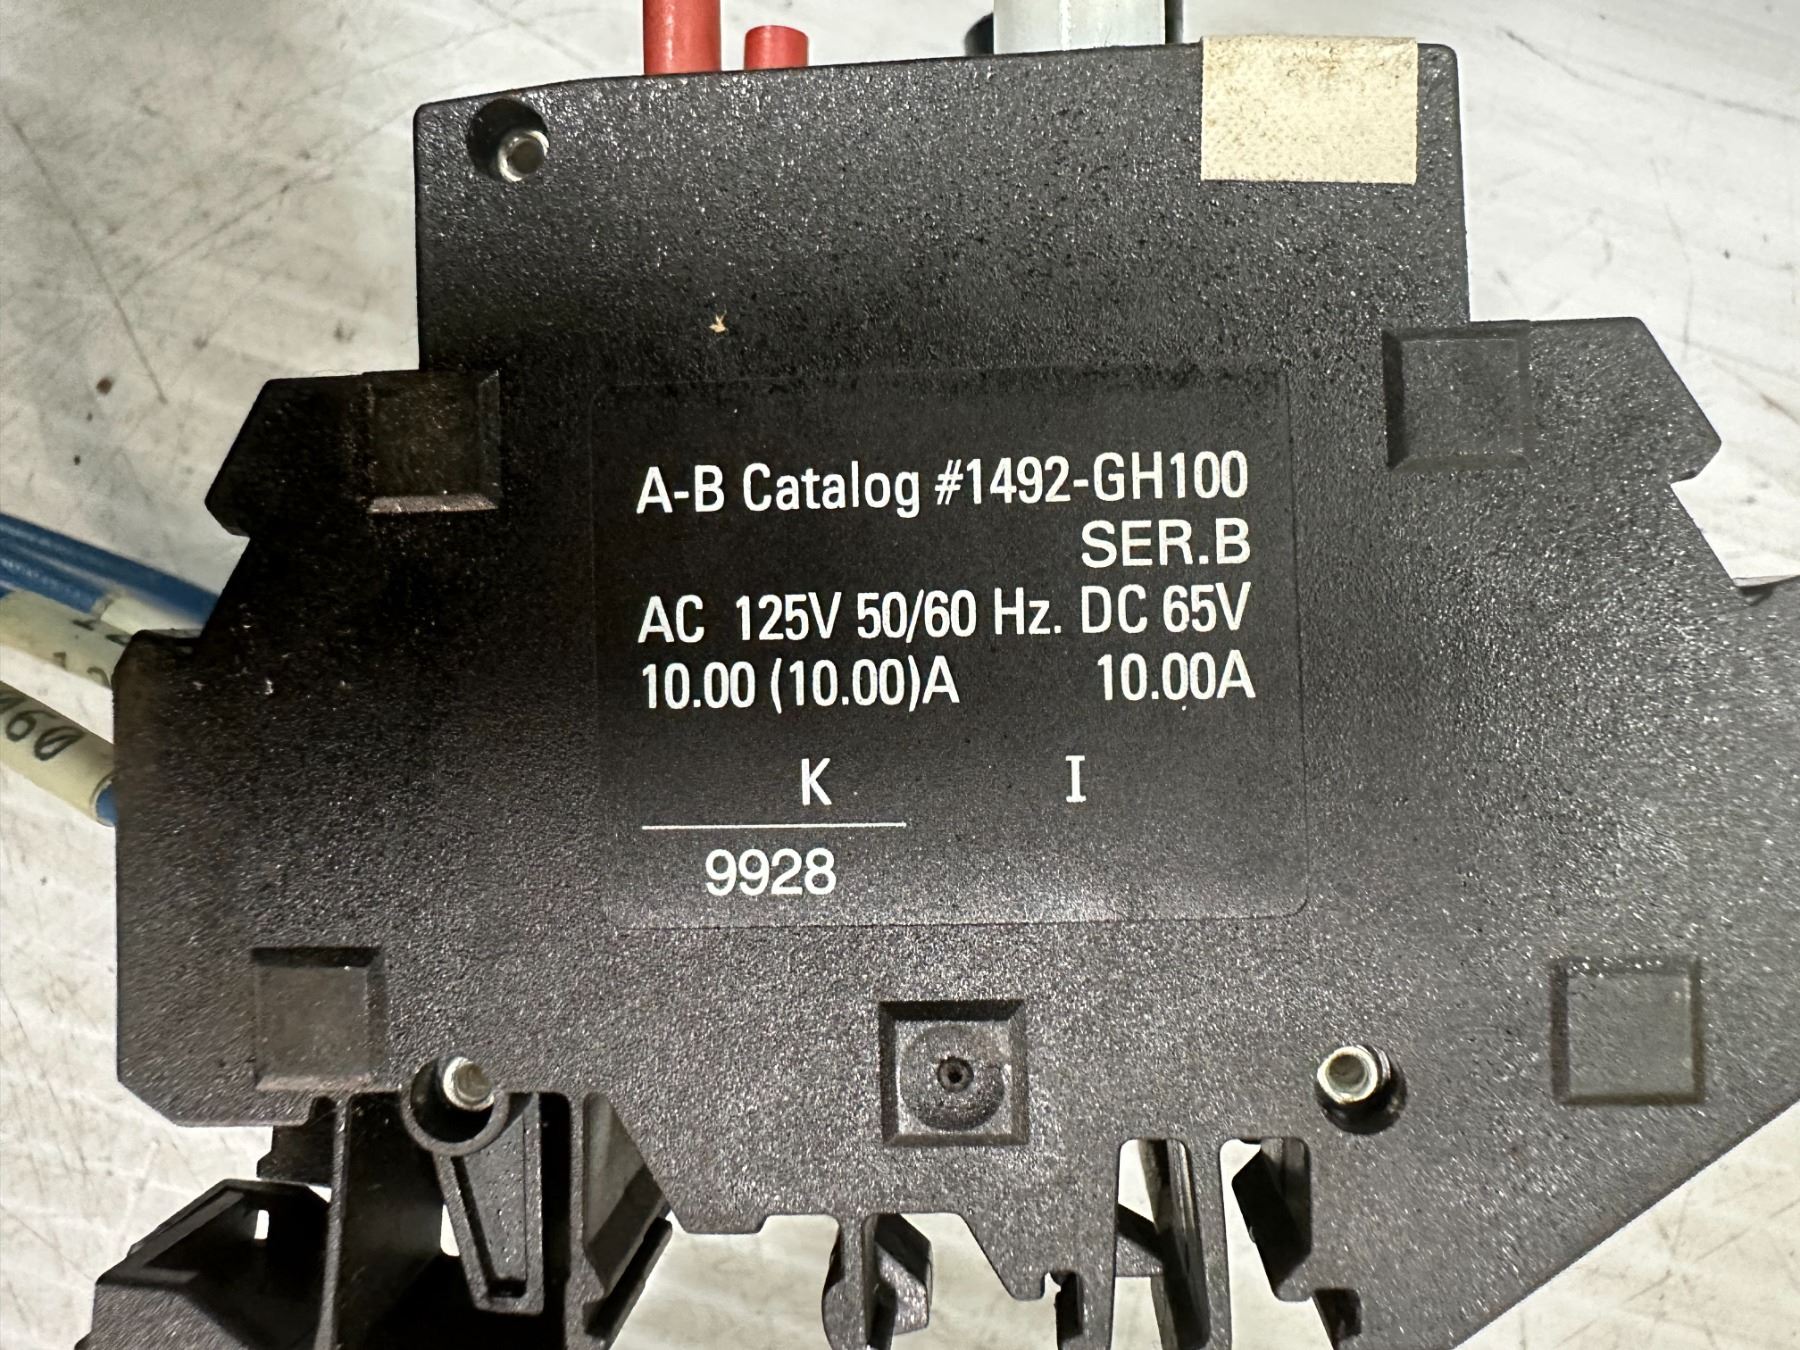 A-B Catalog #1492-GH100
SER.B
AC 125V 50/60 Hz. DC 65V
10.00 (10.00)A 10.00A
K I
9928